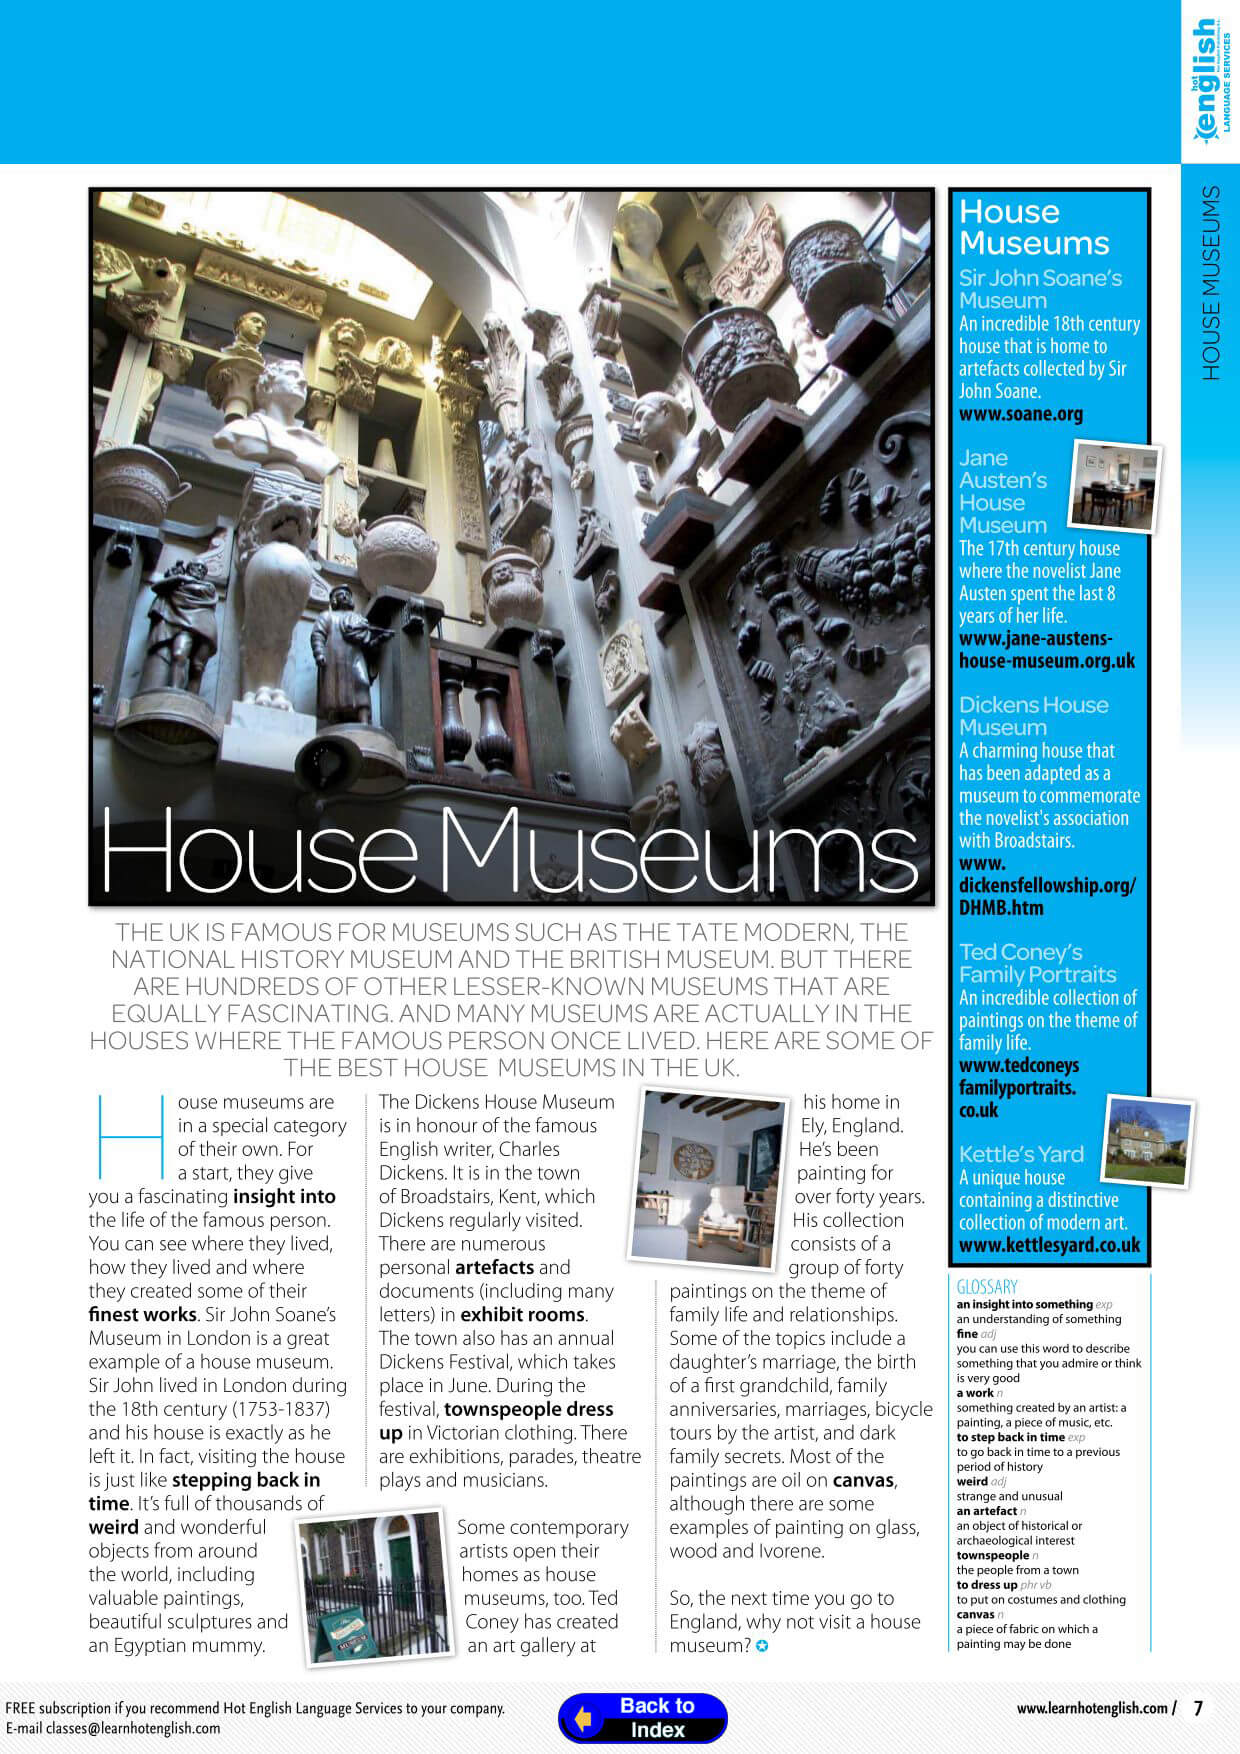 hot
english
LANGUAGE SERVICES
HOUSE MUSEUMS
House Museums
THE UK IS FAMOUS FOR MUSEUMS SUCH AS THE TATE MODERN, THE
NATIONAL HISTORY MUSEUM AND THE BRITISH MUSEUM. BUT THERE
ARE HUNDREDS OF OTHER LESSER-KNOWN MUSEUMS THAT ARE
EQUALLY FASCINATING. AND MANY MUSEUMS ARE ACTUALLY IN THE
HOUSES WHERE THE FAMOUS PERSON ONCE LIVED. HERE ARE SOME OF
THE BEST HOUSE MUSEUMS IN THE UK.
House museums are
in a special category
of their own. For
a start, they give
you a fascinating insight into
the life of the famous person.
You can see where they lived,
how they lived and where
they created some of their
finest works. Sir John Soane's
Museum in London is a great
example of a house museum.
Sir John lived in London during
the 18th century (1753-1837)
and his house is exactly as he
left it. In fact, visiting the house
is just like stepping back in
time. It's full of thousands of
weird and wonderful
objects from around
the world, including
valuable paintings,
beautiful sculptures and
an Egyptian mummy.
The Dickens House Museum
is in honour of the famous
English writer, Charles
Dickens. It is in the town
of Broadstairs, Kent, which
Dickens regularly visited.
There are numerous
personal artefacts and
documents (including many
letters) in exhibit rooms.
The town also has an annual
Dickens Festival, which takes
place in June. During the
festival, townspeople dress
up in Victorian clothing. There
are exhibitions, parades, theatre
plays and musicians.
Some contemporary
artists open their
homes as house
museums, too. Ted
Coney has created
an art gallery at
his home in
Ely, England.
He's been
painting for
over forty years.
His collection
consists of a
group of forty
paintings on the theme of
family life and relationships.
Some of the topics include a
daughter's marriage, the birth
of a first grandchild, family
anniversaries, marriages, bicycle
tours by the artist, and dark
family secrets. Most of the
paintings are oil on canvas,
although there are some
examples of painting on glass,
wood and Ivorene.
So, the next time you go to
England, why not visit a house
museum?
MUSEUM
House
Museums
Sir John Soane's
Museum
An incredible 18th century
house that is home to
artefacts collected by Sir
John Soane.
www.soane.org
Jane
Austen's
House
Museum
The 17th century house
where the novelist Jane
Austen spent the last 8
years of her life.
www.jane-austens-
house-museum.org.uk
Dickens House
Museum
A charming house that
has been adapted as a
museum to commemorate
the novelist's association
with Broadstairs.
www.
dickensfellowship.org/
DHMB.htm
Ted Coney's
Family Portraits
An incredible collection of
paintings on the theme of
family life.
www.tedconeys
familyportraits.
co.uk
Kettle's Yard
A unique house
containing a distinctive
collection of modern art.
www.kettlesyard.co.uk
GLOSSARY
an insight into something exp
an understanding of something
fine adj
you can use this word to describe
something that you admire or think
is very good
a work n
something created by an artist: a
painting, a piece of music, etc.
to step back in time exp
to go back in time to a previous
period of history
weird adj
strange and unusual
an artefact n
an object of historical or
archaeological interest
townspeople n
the people from a town
to dress up phr vb
to put on costumes and clothing
canvas n
a piece of fabric on which a
painting may be done
FREE subscription if you recommend Hot English Language Services to your company.
E-mail classes@learnhotenglish.com
Back to
Index
www.learnhotenglish.com / 7